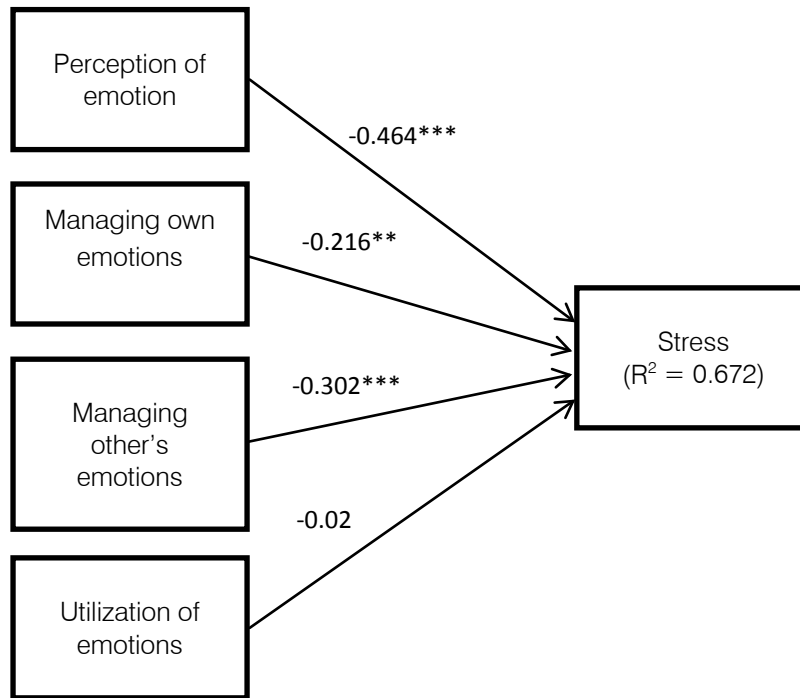 Perception of
emotion
-0.464***
Managing own
emotions
-0.216**
Managing
other's
emotions
-0.302***
Utilization of
emotions
-0.02
Stress
(R² = 0.672)